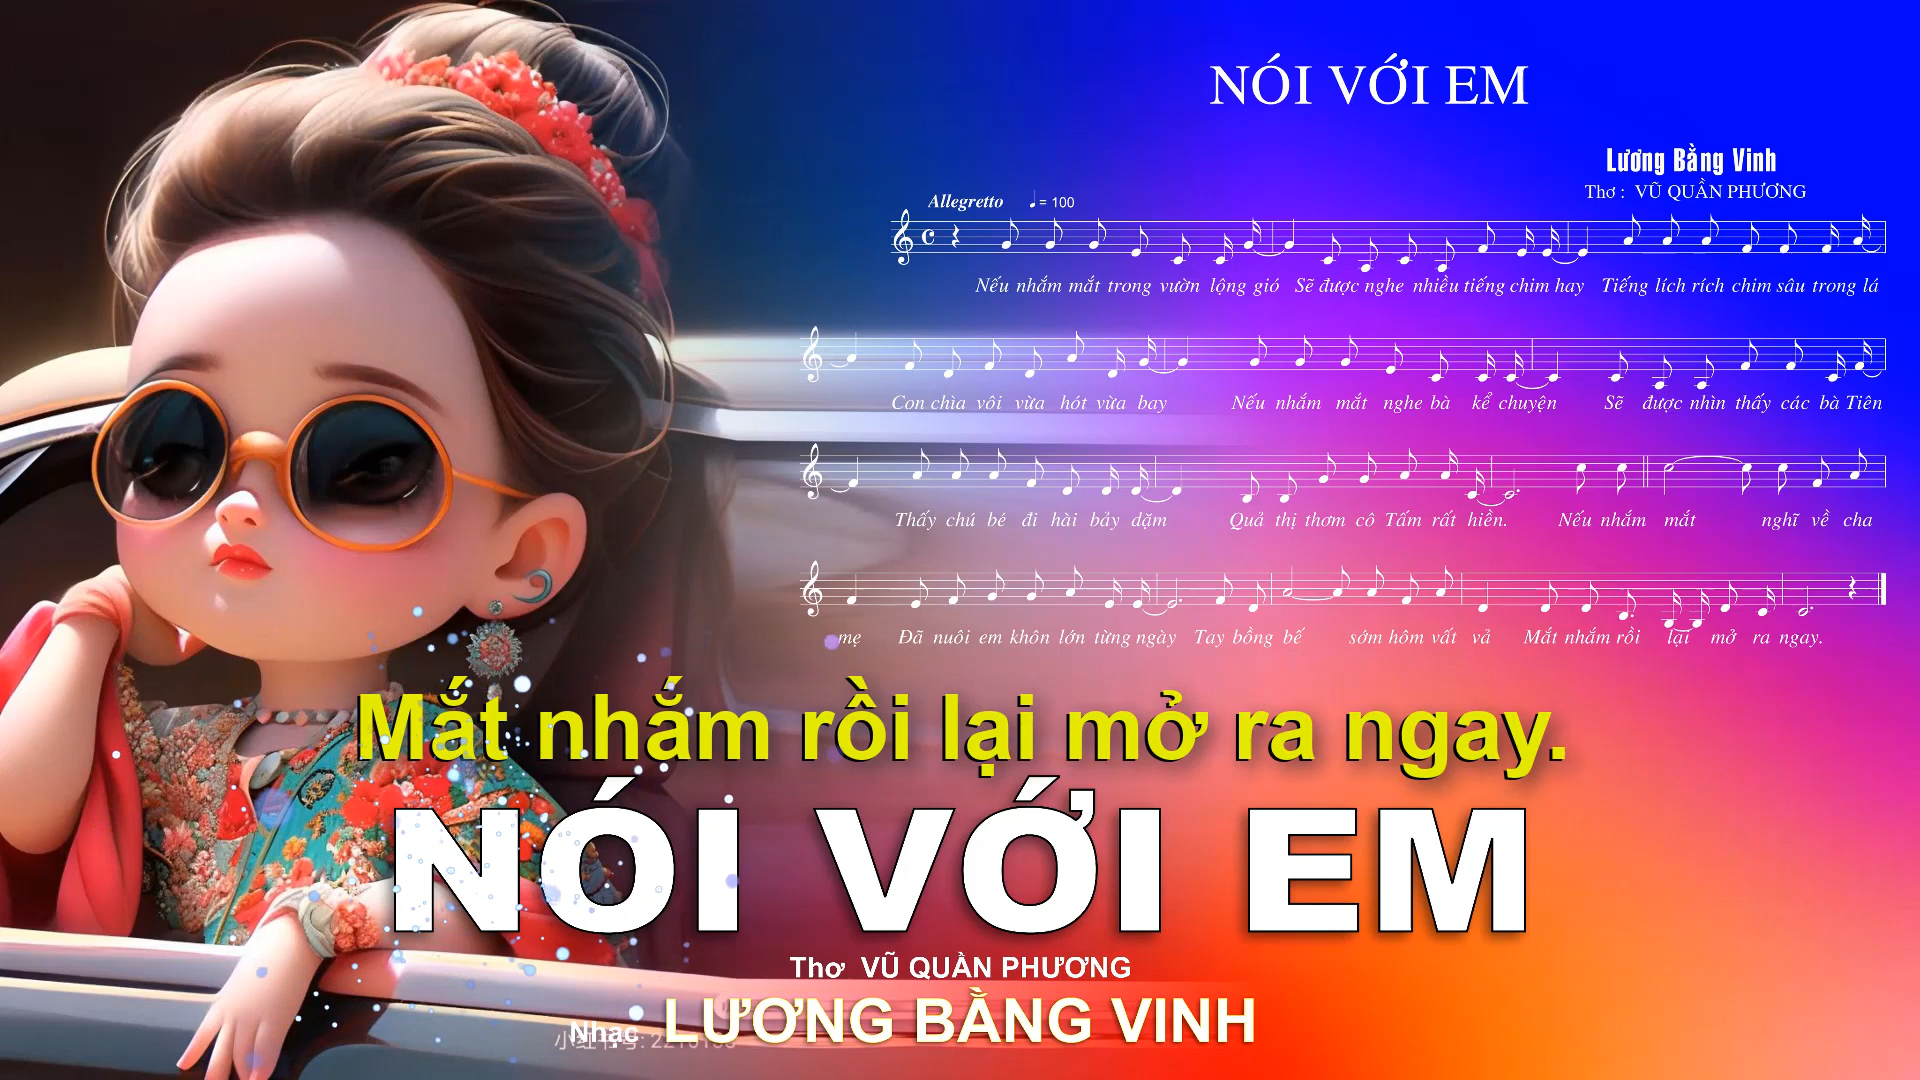 NÓI VỚI EM
Lương Bằng Vinh
Thơ : VŨ QUẦN PHƯƠNG
Allegretto = 100
Nếu nhắm mắt trong vườn lộng gió Sẽ được nghe nhiều tiếng chim hay Tiếng lích rích chim sâu trong lá
Con chìa vôi vừa hót vừa bay Nếu nhắm mắt nghe bà kể chuyện Sẽ được nhìn thấy các bà Tiên
Thấy chú bé đi hài bảy dặm Quả thị thơm cô Tấm rất hiền. Nếu nhắm mắt nghĩ về cha
mẹ Đã nuôi em khôn lớn từng ngày Tay bồng bế sớm hôm vất vả Mắt nhắm rồi lại mở ra ngay.
Mắt nhắm rồi lại mở ra ngay.
NÓI VỚI EM
Thơ VŨ QUẦN PHƯƠNG
Nhạc LƯƠNG BẰNG VINH